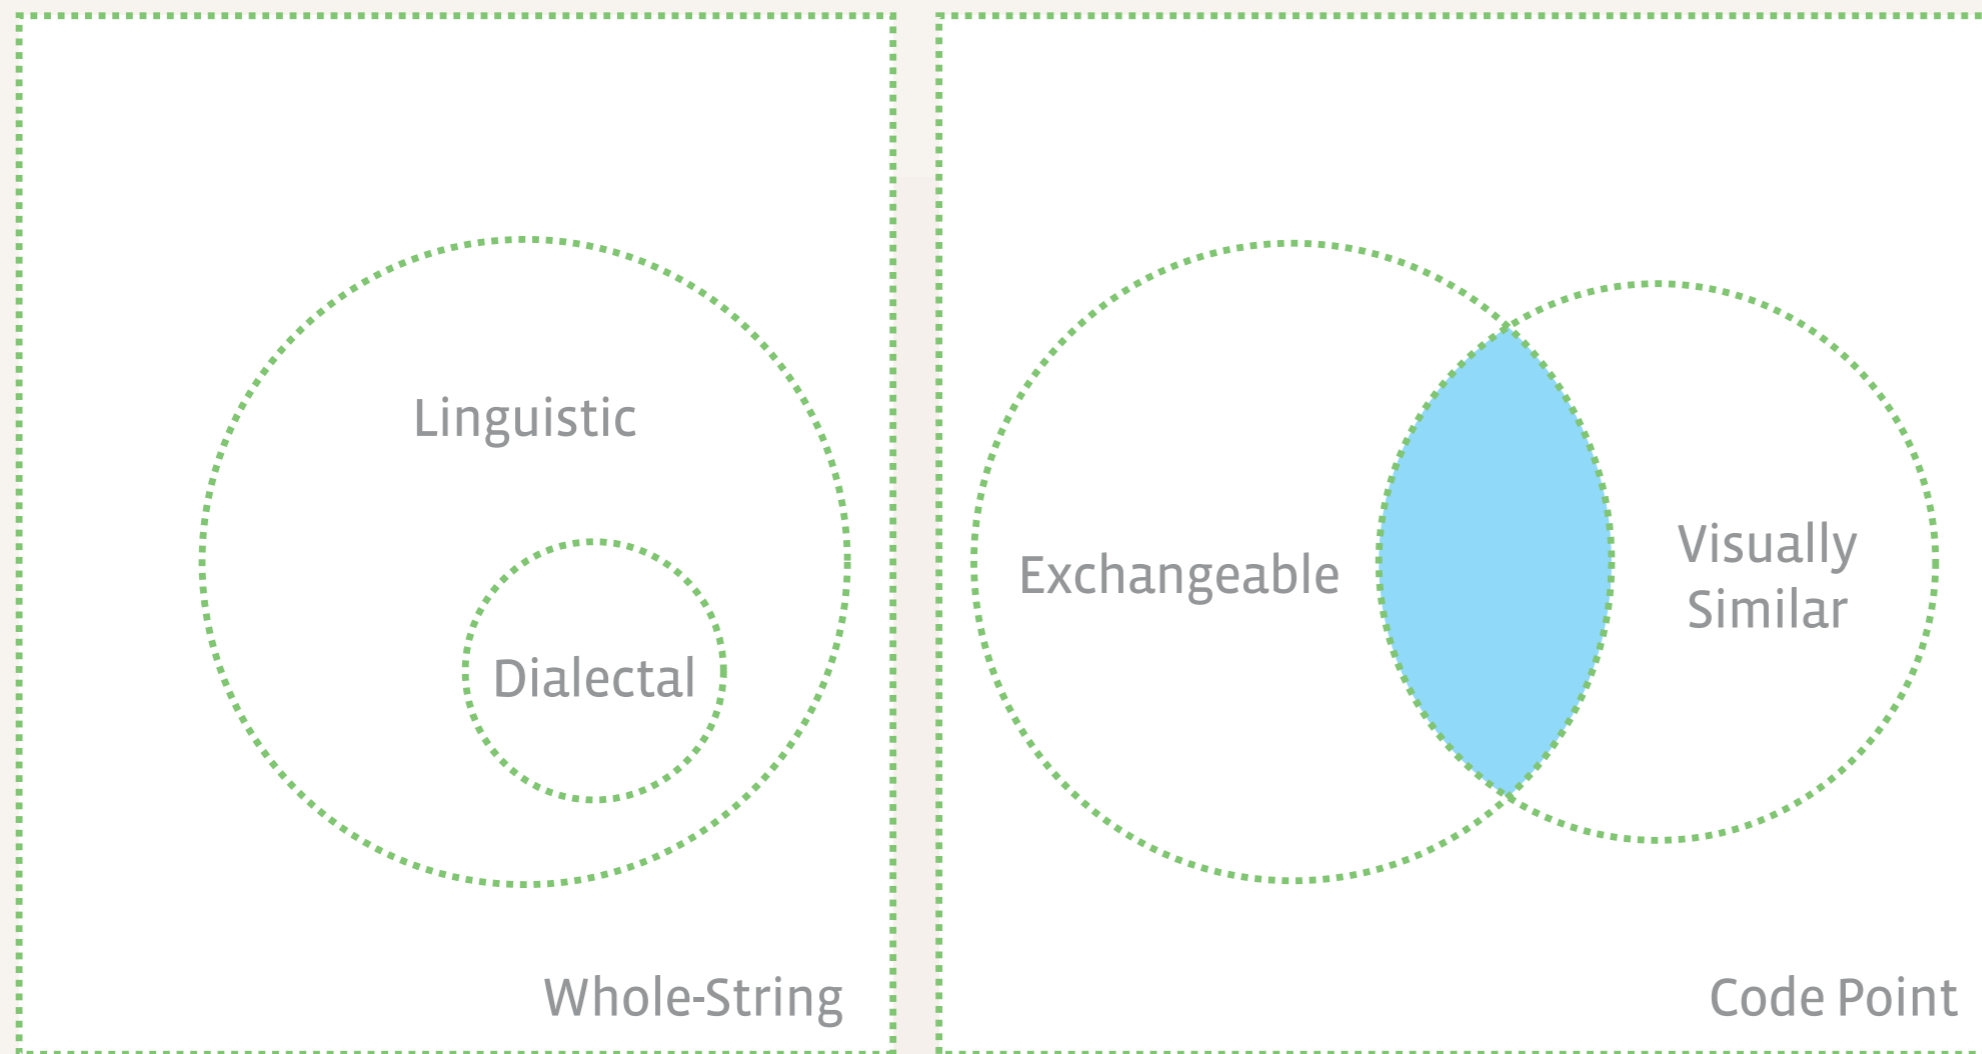 Linguistic
Dialectal
Whole-String
Exchangeable
Visually
Similar
Code Point